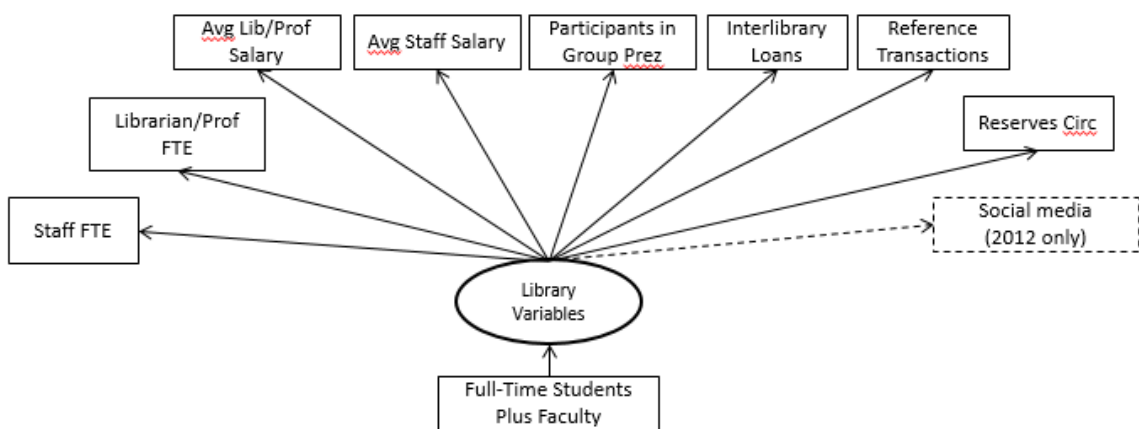 Avg Lib/Prof
Salary
Avg Staff Salary
Participants in
Group Prez
Interlibrary
Loans
Reference
Transactions
Librarian/Prof
FTE
Reserves Circ
Staff FTE
Social media
(2012 only)
Library
Variables
Full-Time Students
Plus Faculty